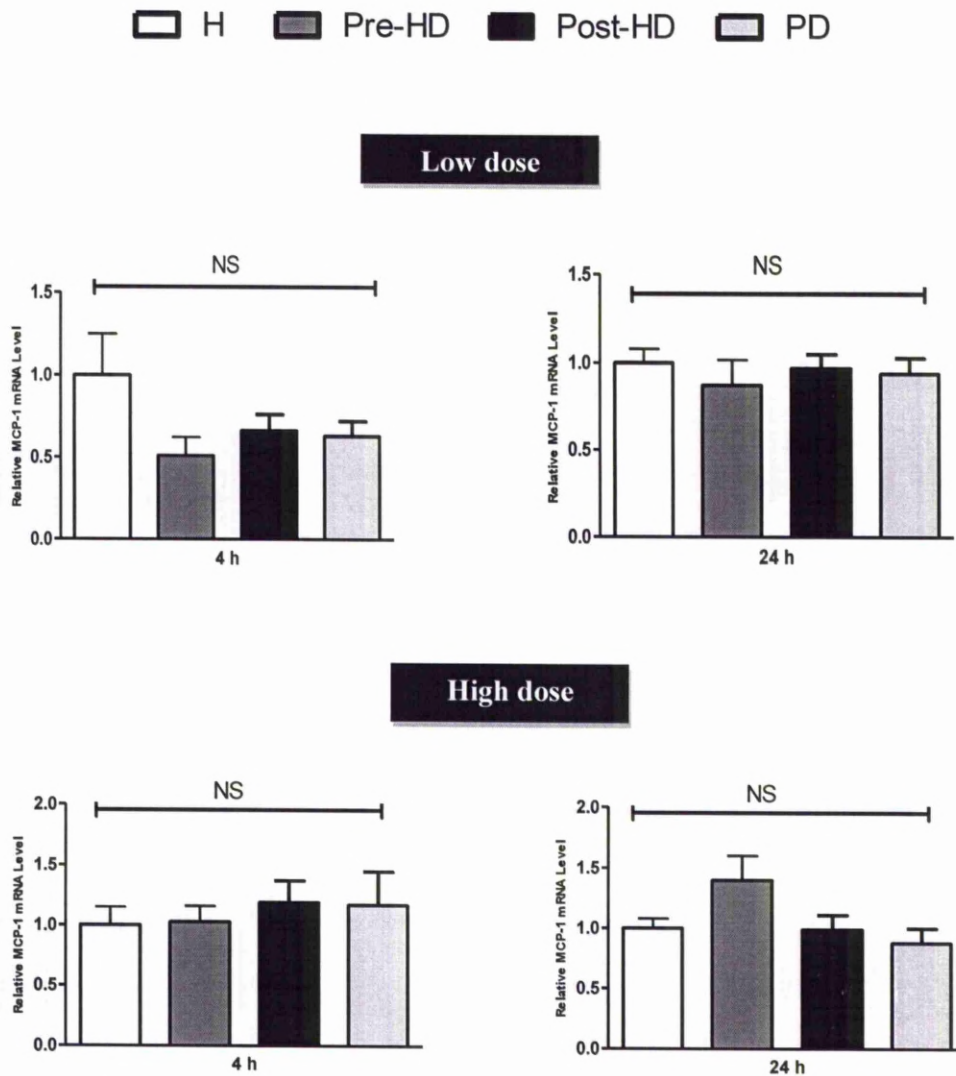 H Pre-HD Post-HD PD
Low dose
NS
1.5
1.0
0.5
0.0
Relative MCP-1 mRNA Level
4 h
NS
1.5
1.0
0.5
0.0
Relative MCP-1 mRNA Level
24 h
High dose
NS
2.0
1.5
1.0
0.5
0.0
Relative MCP-1 mRNA Level
4 h
NS
2.0
1.5
1.0
0.5
0.0
Relative MCP-1 mRNA Level
24 h